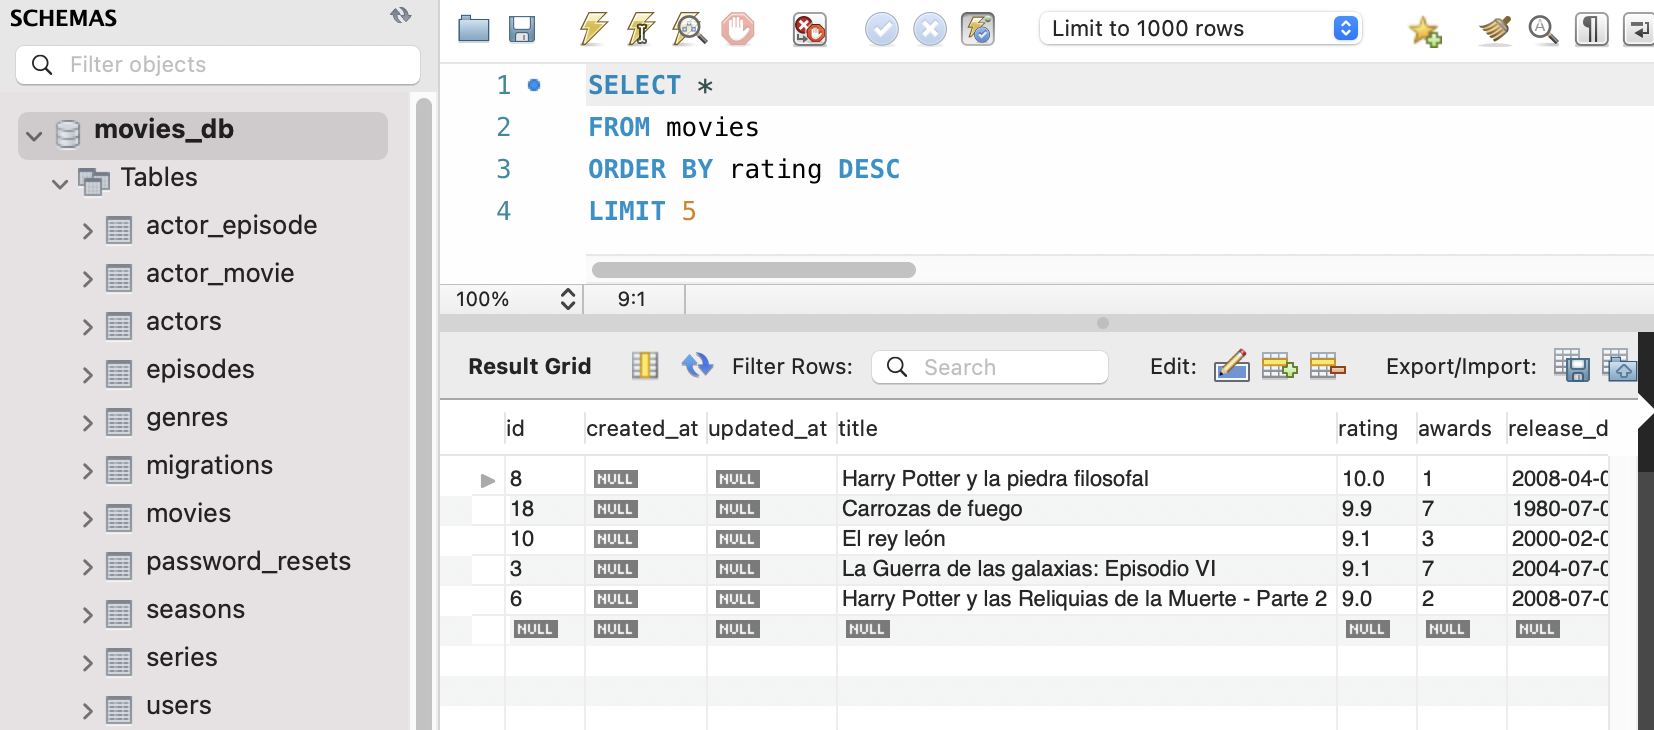 SCHEMAS
Filter objects
movies_db
Tables
actor_episode
actor_movie
actors
episodes
genres
migrations
movies
password_resets
seasons
series
users
Limit to 1000 rows
1 SELECT *
2 FROM movies
3 ORDER BY rating DESC
4 LIMIT 5
100% 9:1
Result Grid Filter Rows: Search Edit: Export/Import:
id created_at updated_at title rating awards release_d
8 NULL NULL Harry Potter y la piedra filosofal 10.0 1 2008-04-0
18 NULL NULL Carrozas de fuego 9.9 7 1980-07-0
10 NULL NULL El rey león 9.1 3 2000-02-0
3 NULL NULL La Guerra de las galaxias: Episodio VI 9.1 7 2004-07-0
6 NULL NULL Harry Potter y las Reliquias de la Muerte - Parte 2 9.0 2 2008-07-0
NULL NULL NULL NULL NULL NULL NULL